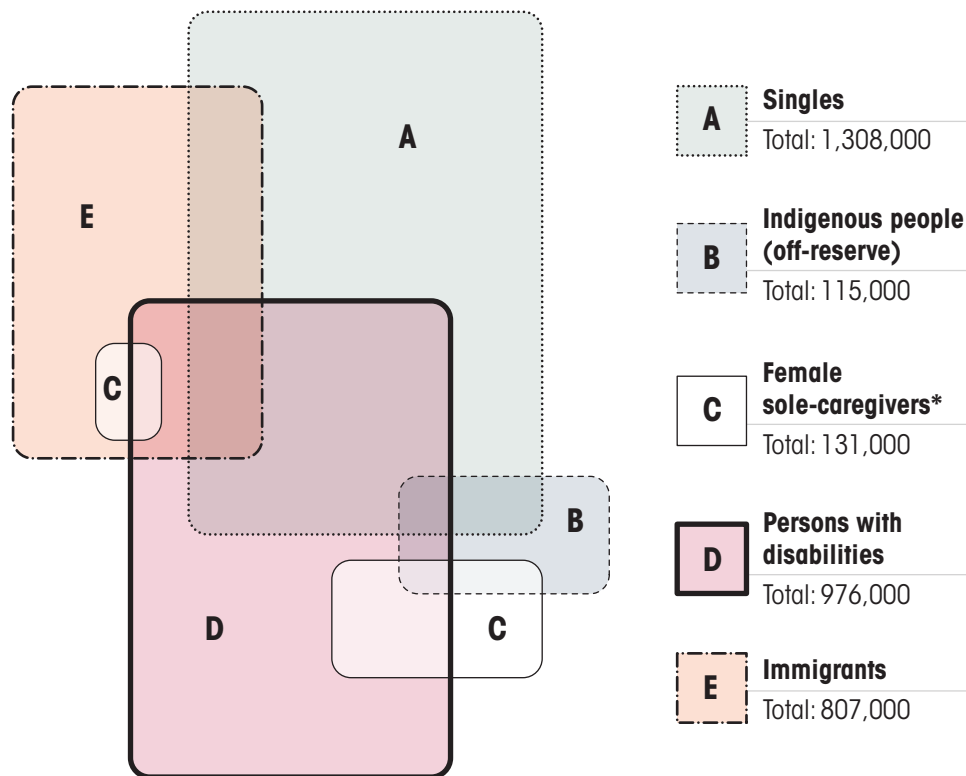 A
E
C
B
D
C
A
Singles
Total: 1,308,000
B
Indigenous people
(off-reserve)
Total: 115,000
C
Female
sole-caregivers*
Total: 131,000
D
Persons with
disabilities
Total: 976,000
E
Immigrants
Total: 807,000